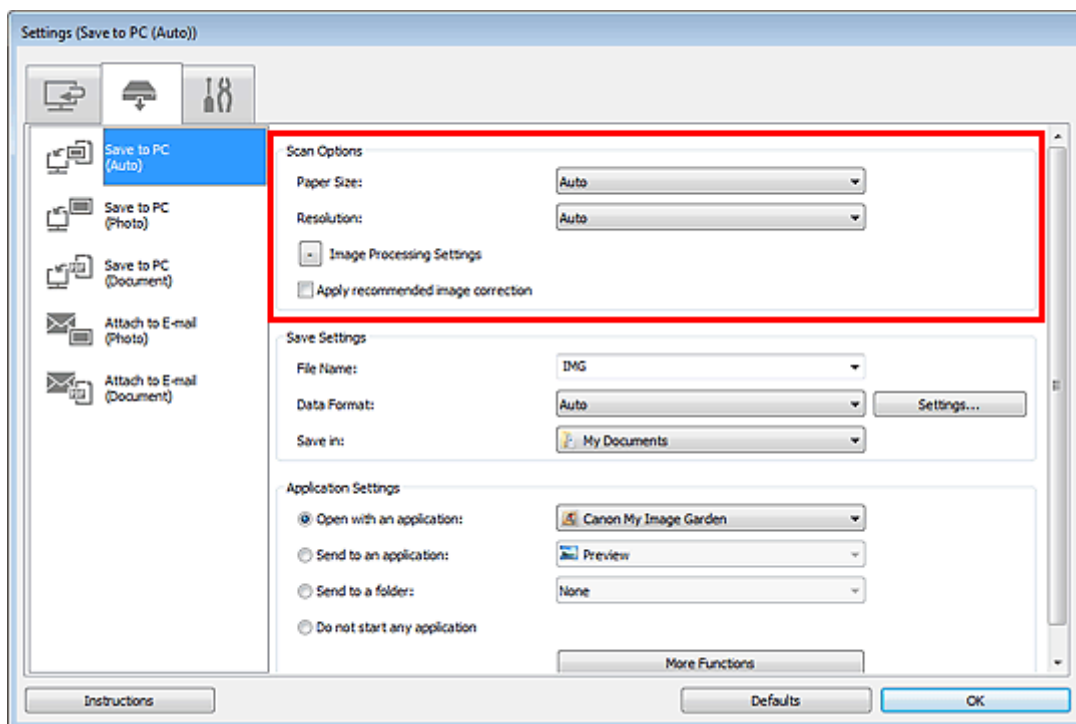 Settings (Save to PC (Auto))
Save to PC
(Auto)
Save to PC
(Photo)
Save to PC
(Document)
Attach to E-mail
(Photo)
Attach to E-mail
(Document)
Scan Options
Paper Size: Auto
Resolution: Auto
- Image Processing Settings
Apply recommended image correction
Save Settings
File Name: IMG
Data Format: Auto Settings...
Save in: My Documents
Application Settings
Open with an application: Canon My Image Garden
Send to an application: Preview
Send to a folder: None
Do not start any application
More Functions
Instructions Defaults OK